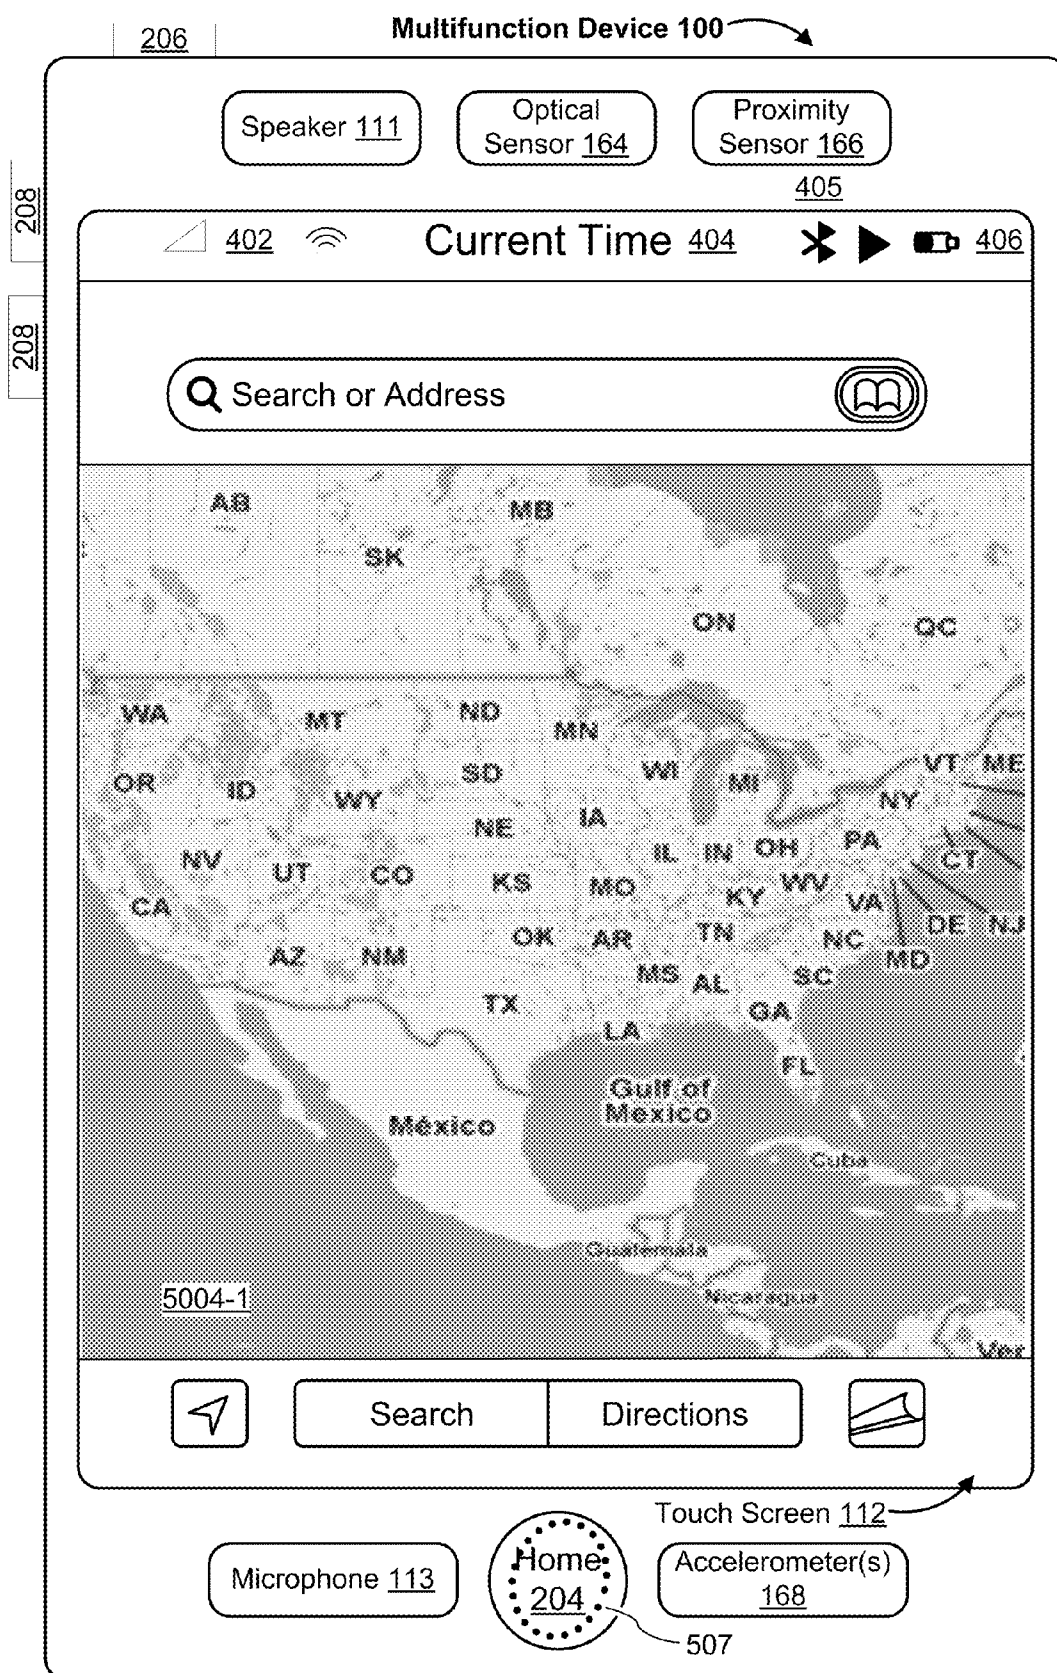 Multifunction Device 100
206
Speaker 111
Optical
Sensor 164
Proximity
Sensor 166
405
208
208
402
Current Time 404
406
Search or Address
AB
MB
SK
ON
QC
WA
MT
ND
MN
OR
ID
WY
SD
WI
MI
VT
ME
NY
NE
IA
NV
UT
CO
KS
MO
IL
IN
OH
PA
CT
CA
KY
WV
VA
DE
NJ
AZ
NM
OK
AR
TN
NC
MD
MS
AL
SC
TX
LA
GA
FL
Gulf of
Mexico
México
Cuba
Guatemala
Nicaragua
5004-1
Ver
Search
Directions
Touch Screen 112
Microphone 113
Home
204
Accelerometer(s)
168
507